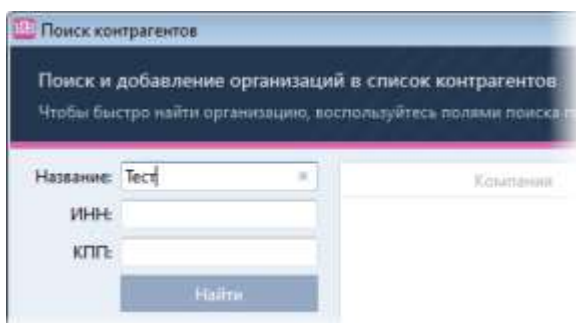 Поиск контрагентов
Поиск и добавление организаций в список контрагентов
Чтобы быстро найти организацию, воспользуйтесь полями поиска
Название: Тест
Компания
ИНН:
КПП:
Найти